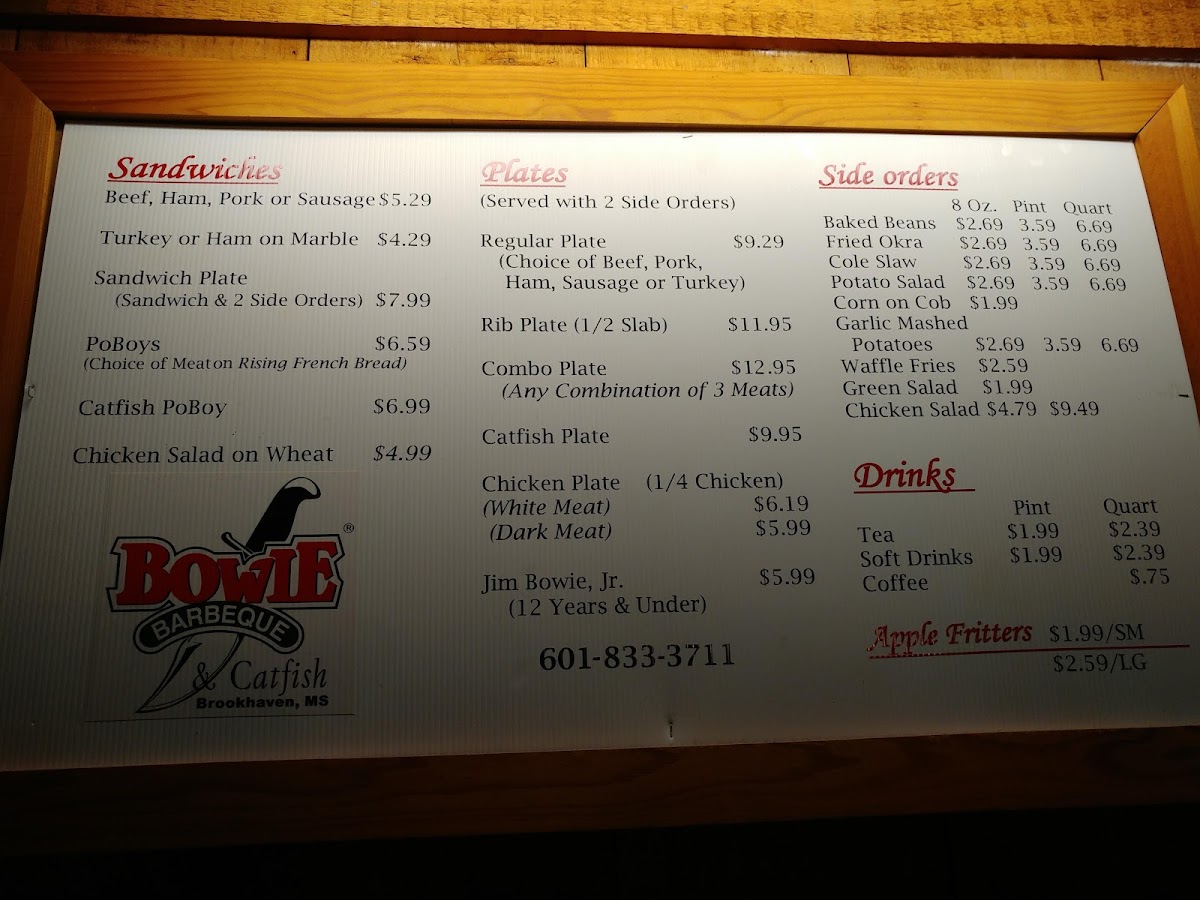 Sandwiches
Beef, Ham, Pork or Sausage $5.29
Turkey or Ham on Marble $4.29
Sandwich Plate
(Sandwich & 2 Side Orders) $7.99
PoBoys $6.59
(Choice of Meat on Rising French Bread)
Catfish PoBoy $6.99
Chicken Salad on Wheat $4.99
BOWIE ®
BARBEQUE
& Catfish
Brookhaven, MS
Plates
(Served with 2 Side Orders)
Regular Plate $9.29
(Choice of Beef, Pork,
Ham, Sausage or Turkey)
Rib Plate (1/2 Slab) $11.95
Combo Plate $12.95
(Any Combination of 3 Meats)
Catfish Plate $9.95
Chicken Plate (1/4 Chicken)
(White Meat) $6.19
(Dark Meat) $5.99
Jim Bowie, Jr. $5.99
(12 Years & Under)
601-833-3711
Side orders
8 Oz. Pint Quart
Baked Beans $2.69 3.59 6.69
Fried Okra $2.69 3.59 6.69
Cole Slaw $2.69 3.59 6.69
Potato Salad $2.69 3.59 6.69
Corn on Cob $1.99
Garlic Mashed
Potatoes $2.69 3.59 6.69
Waffle Fries $2.59
Green Salad $1.99
Chicken Salad $4.79 $9.49
Drinks
Pint Quart
Tea $1.99 $2.39
Soft Drinks $1.99 $2.39
Coffee $.75
Apple Fritters $1.99/SM
$2.59/LG